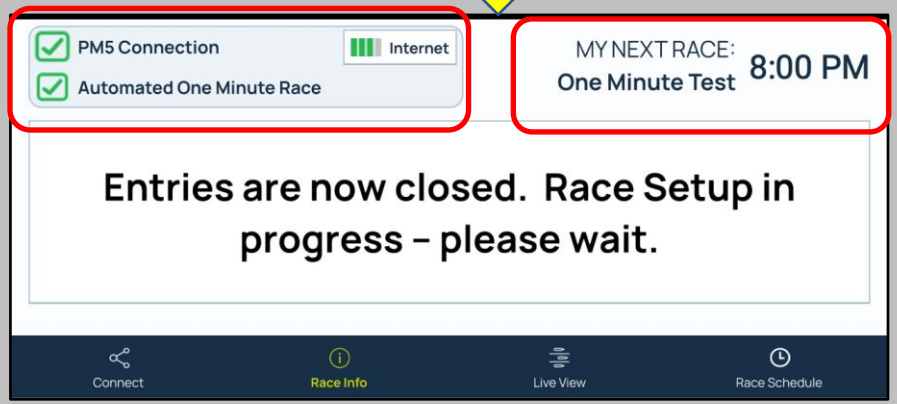 PM5 Connection
Internet
Automated One Minute Race
MY NEXT RACE:
One Minute Test
8:00 PM
Entries are now closed. Race Setup in
progress – please wait.
Connect
Race Info
Live View
Race Schedule